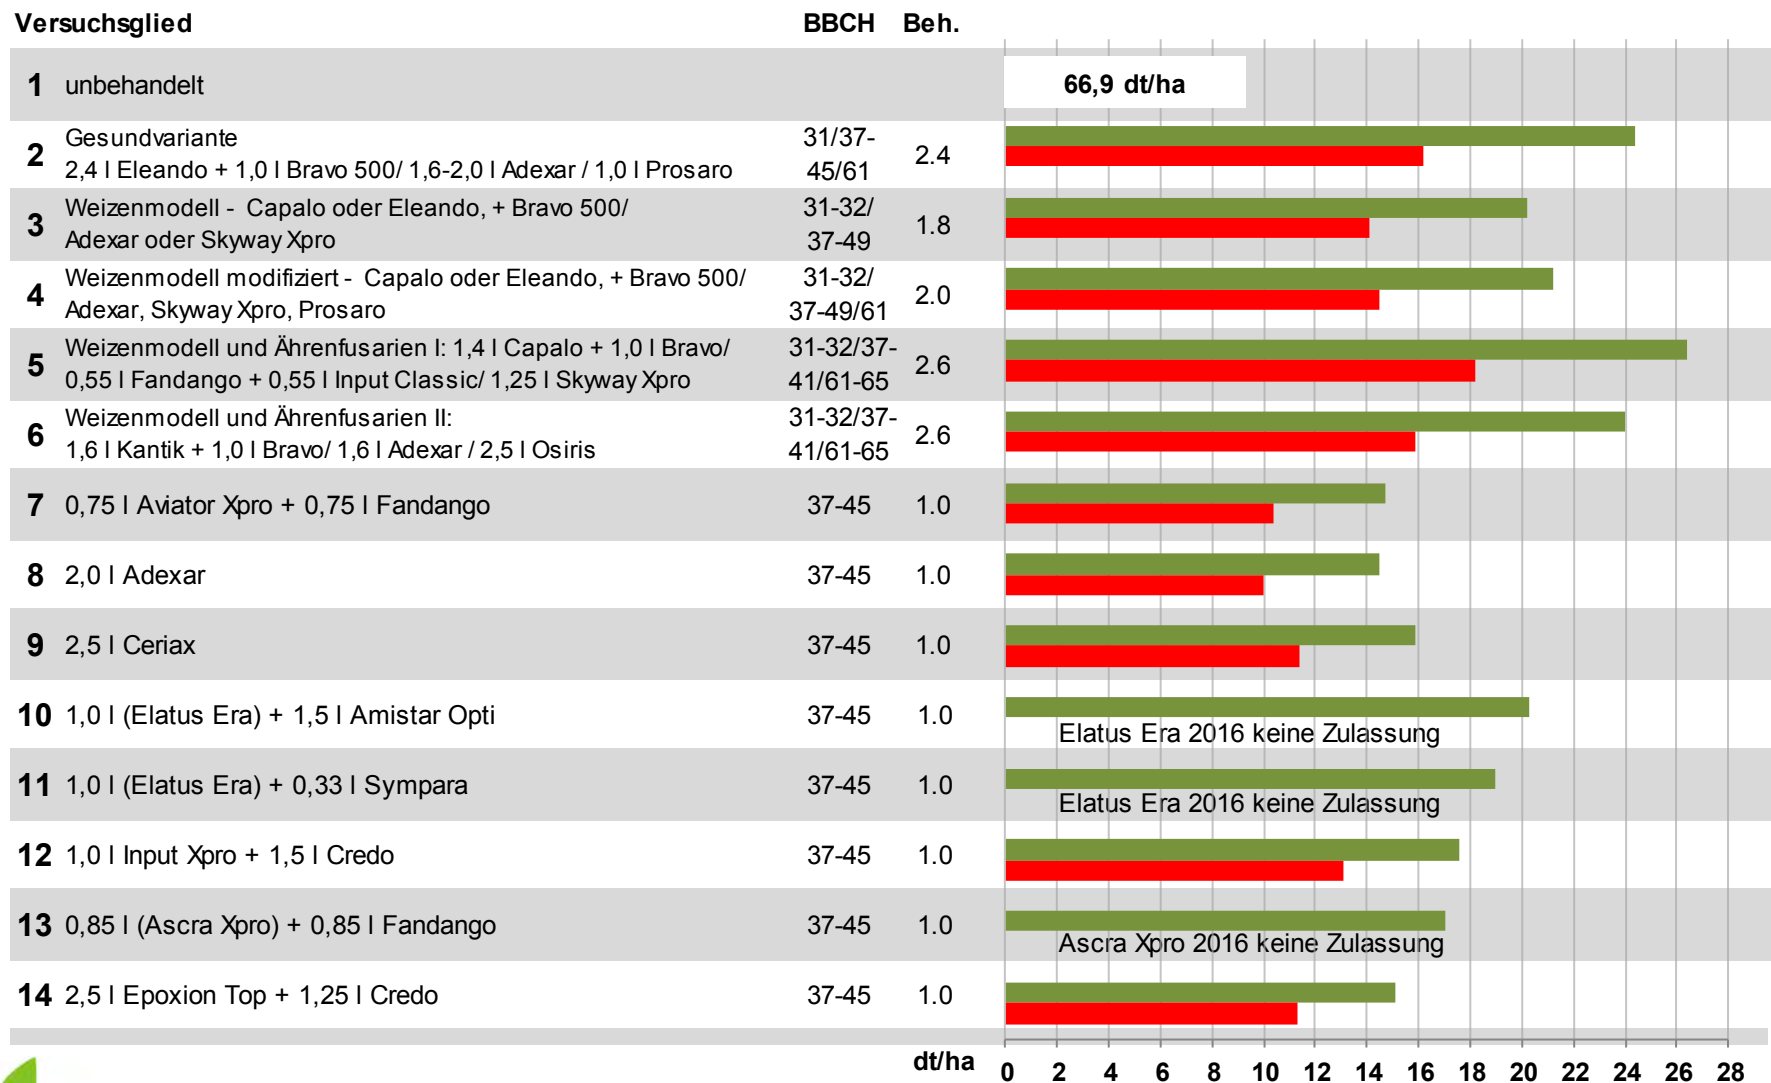 Versuchsglied BBCH Beh.
1 unbehandelt 66,9 dt/ha
Gesundvariante 31/37-
2 2,4 l Eleando + 1,0 l Bravo 500/ 1,6-2,0 l Adexar / 1,0 l Prosaro 45/61 2.4
Weizenmodell - Capalo oder Eleando, + Bravo 500/ 31-32/
3 Adexar oder Skyway Xpro 37-49 1.8
Weizenmodell modifiziert - Capalo oder Eleando, + Bravo 500/ 31-32/
4 Adexar, Skyway Xpro, Prosaro 37-49/61 2.0
Weizenmodell und Ährenfusarien I: 1,4 l Capalo + 1,0 l Bravo/ 31-32/37-
5 0,55 l Fandango + 0,55 l Input Classic/ 1,25 l Skyway Xpro 41/61-65 2.6
Weizenmodell und Ährenfusarien II: 31-32/37-
6 1,6 l Kantik + 1,0 l Bravo/ 1,6 l Adexar / 2,5 l Osiris 41/61-65 2.6
7 0,75 l Aviator Xpro + 0,75 l Fandango 37-45 1.0
8 2,0 l Adexar 37-45 1.0
9 2,5 l Ceriax 37-45 1.0
10 1,0 l (Elatus Era) + 1,5 l Amistar Opti 37-45 1.0
Elatus Era 2016 keine Zulassung
11 1,0 l (Elatus Era) + 0,33 l Sympara 37-45 1.0
Elatus Era 2016 keine Zulassung
12 1,0 l Input Xpro + 1,5 l Credo 37-45 1.0
13 0,85 l (Ascra Xpro) + 0,85 l Fandango 37-45 1.0
Ascra Xpro 2016 keine Zulassung
14 2,5 l Epoxion Top + 1,25 l Credo 37-45 1.0
dt/ha 0 2 4 6 8 10 12 14 16 18 20 22 24 26 28